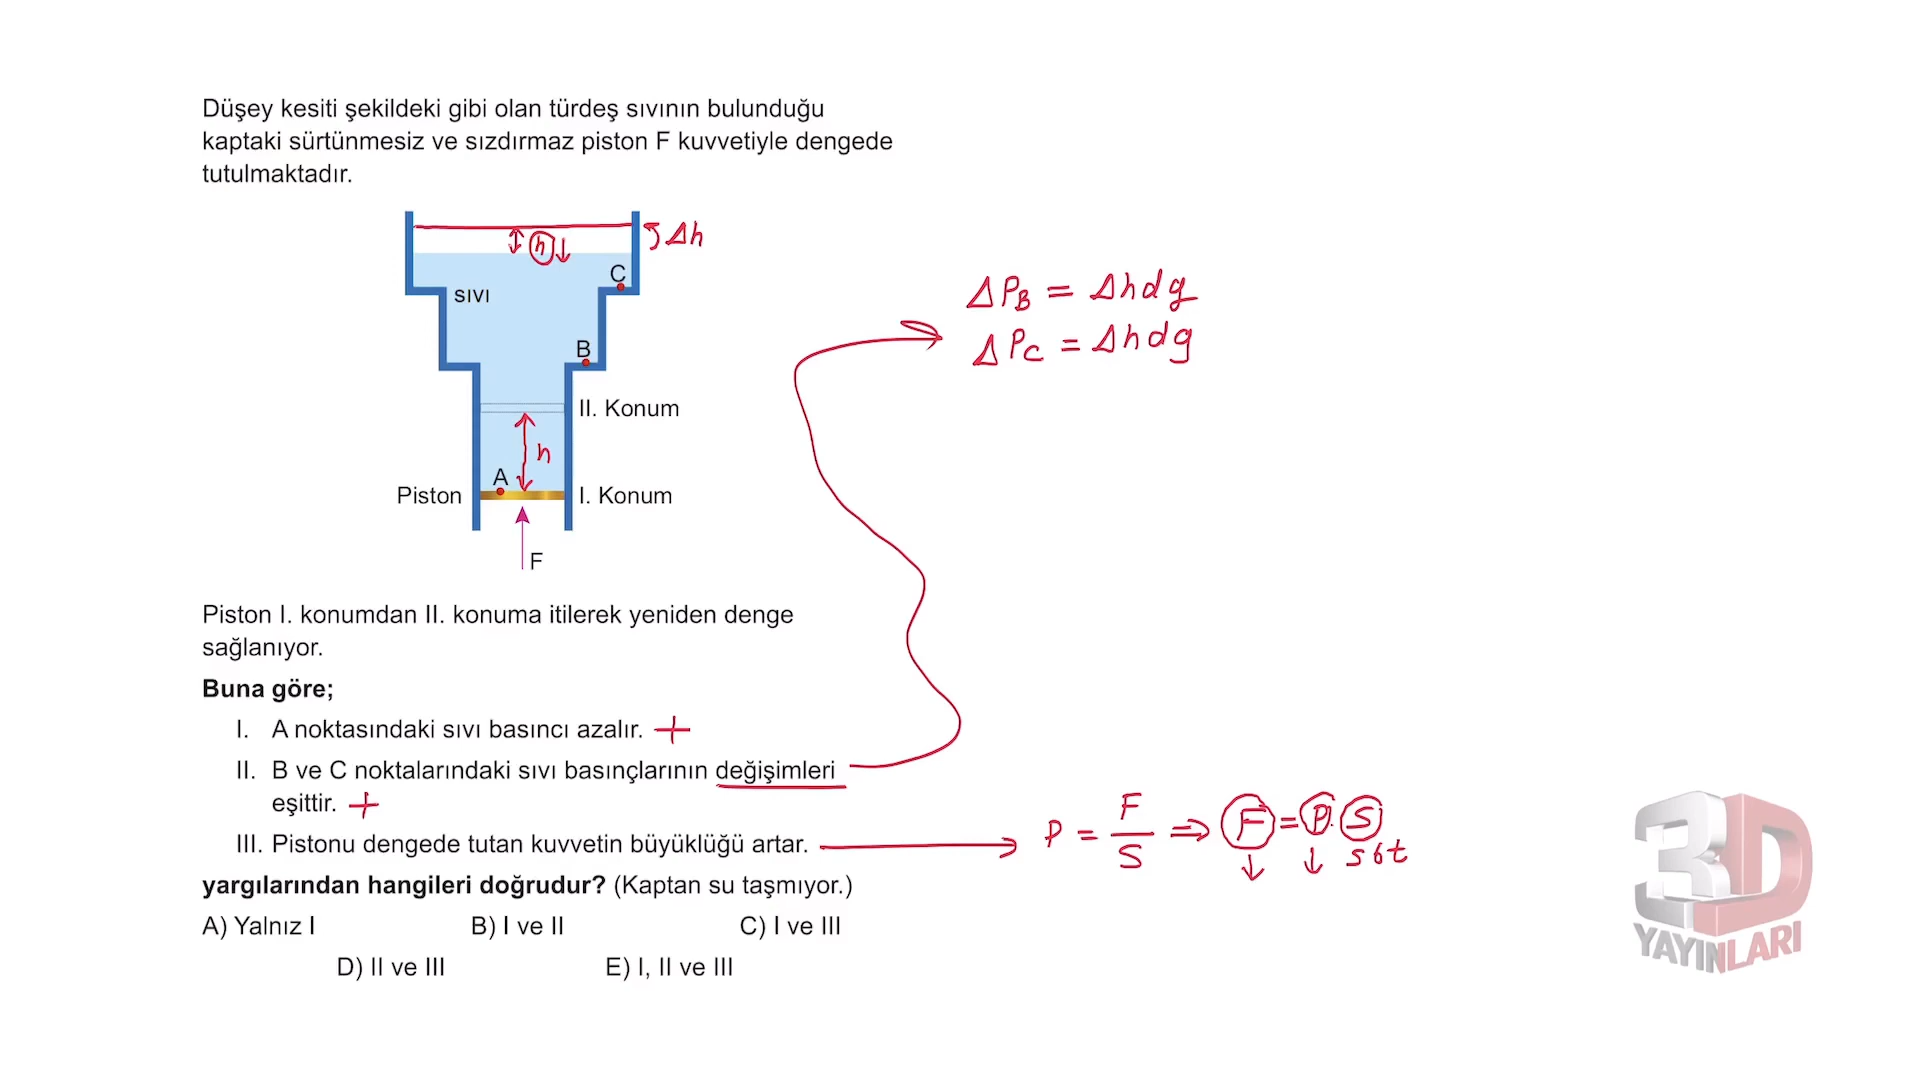 Düşey kesiti şekildeki gibi olan türdeş sıvının bulunduğu
kaptaki sürtünmesiz ve sızdırmaz piston F kuvvetiyle dengede
tutulmaktadır.
h
Δh
C
SIVI
B
II. Konum
h
A
Piston
I. Konum
F
ΔP_B = Δhdg
ΔP_C = Δhdg
Piston I. konumdan II. konuma itilerek yeniden denge
sağlanıyor.
Buna göre;
I. A noktasındaki sıvı basıncı azalır. +
II. B ve C noktalarındaki sıvı basınçlarının değişimleri
eşittir. +
III. Pistonu dengede tutan kuvvetin büyüklüğü artar.
P = F/S ⇒ F = P.S
↓ ↓ sbt
yargılarından hangileri doğrudur? (Kaptan su taşmıyor.)
A) Yalnız I B) I ve II C) I ve III
D) II ve III E) I, II ve III
3D
YAYINLARI